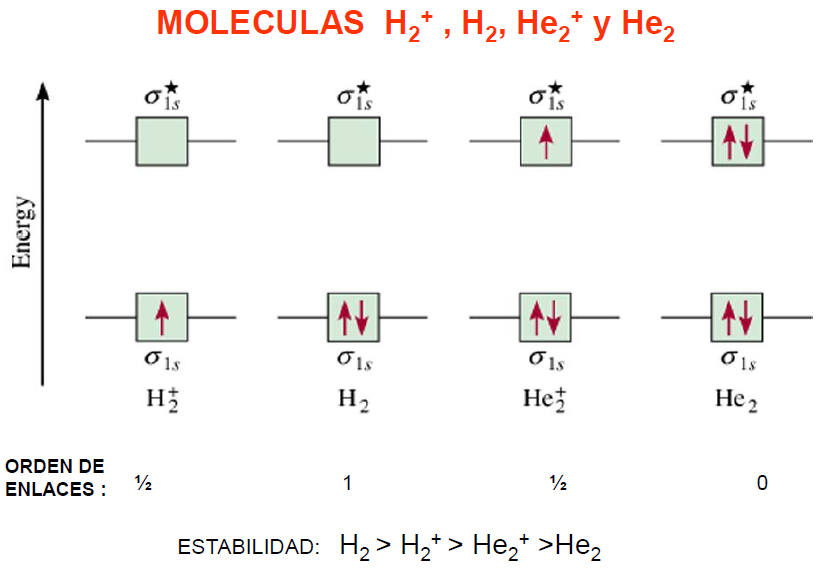 MOLECULAS H₂⁺ , H₂, He₂⁺ y He₂
σ★1s σ★1s σ★1s σ★1s
Energy
σ1s σ1s σ1s σ1s
H₂⁺ H₂ He₂⁺ He₂
ORDEN DE
ENLACES : ½ 1 ½ 0
ESTABILIDAD: H₂ > H₂⁺ > He₂⁺ >He₂